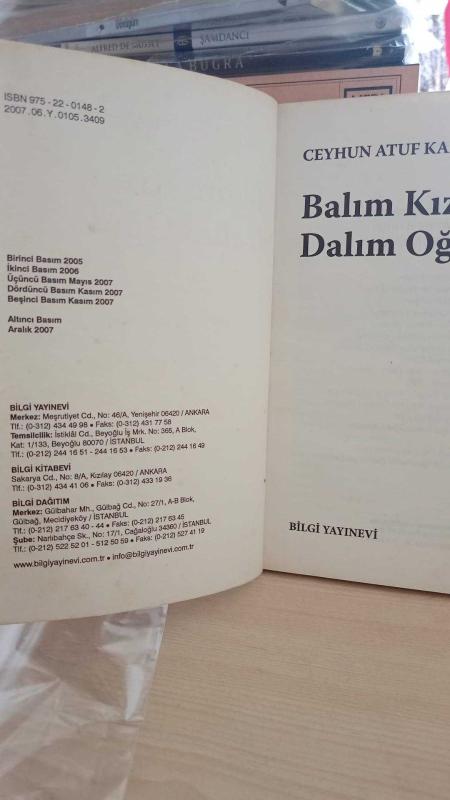 Bilgin
ALFRED DE MUSSET ŞAMDANCI
BUĞRA
ISBN 975 - 22 - 0148 - 2
2007. 06. Y. 0105. 3409
Birinci Basım 2005
İkinci Basım 2006
Üçüncü Basım Mayıs 2007
Dördüncü Basım Kasım 2007
Beşinci Basım Kasım 2007
Altıncı Basım
Aralık 2007
BİLGİ YAYINEVİ
Merkez: Meşrutiyet Cd., No: 46/A, Yenişehir 06420 / ANKARA
Tlf.: (0-312) 434 49 98 • Faks: (0-312) 431 77 58
Temsilcilik: İstiklâl Cd., Beyoğlu İş Mrk. No: 365, A Blok,
Kat: 1/133, Beyoğlu 80070 / İSTANBUL
Tlf.: (0-212) 244 16 51 - 244 16 53 • Faks: (0-212) 244 16 49
BİLGİ KİTABEVİ
Sakarya Cd., No: 8/A, Kızılay 06420 / ANKARA
Tlf.: (0-312) 434 41 06 • Faks: (0-312) 433 19 36
BİLGİ DAĞITIM
Merkez: Gülbahar Mh., Gülbağ Cd., No: 27/1, A-B Blok,
Gülbağ, Mecidiyeköy / İSTANBUL
Tlf.: (0-212) 217 63 40 - 44 • Faks: (0-212) 217 63 45
Şube: Narlıbahçe Sk., No: 17/1, Cağaloğlu 34360 / İSTANBUL
Tlf.: (0-212) 522 52 01 - 512 50 59 • Faks: (0-212) 527 41 19
www.bilgiyayinevi.com.tr • info@bilgiyayinevi.com.tr
CEYHUN ATUF KA
Balım Kız
Dalım Oğ
BİLGİ YAYINEVİ